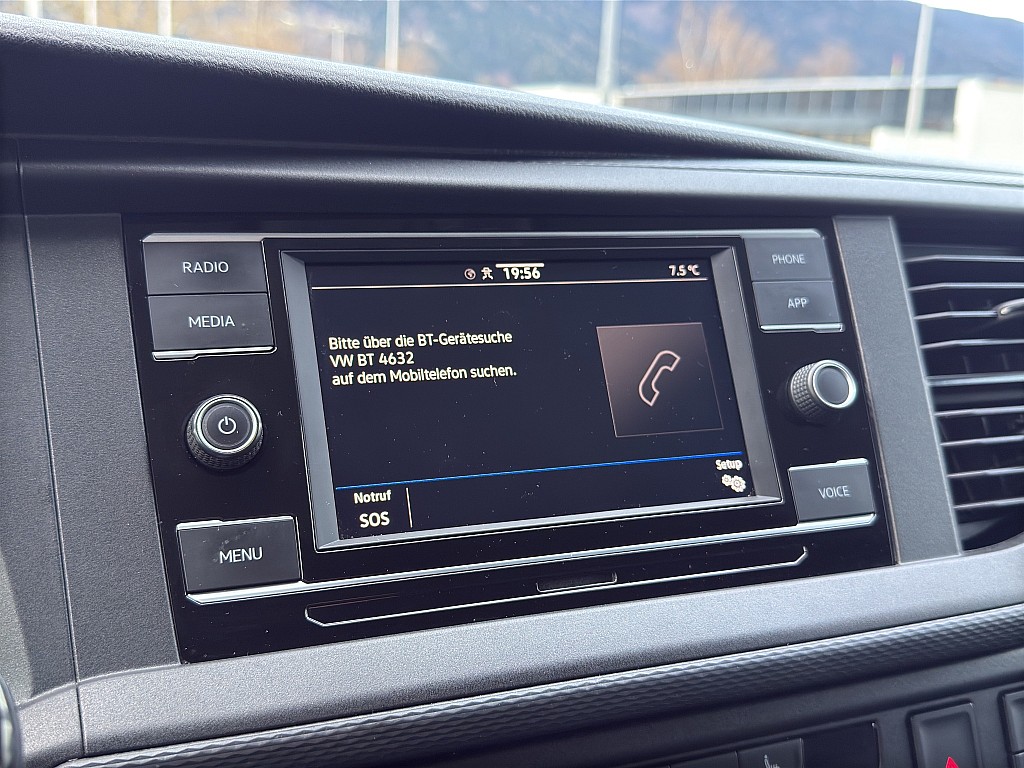 RADIO
MEDIA
MENU
19:56
7.5°C
Bitte über die BT-Gerätesuche
VW BT 4632
auf dem Mobiltelefon suchen.
Setup
Notruf
SOS
PHONE
APP
VOICE